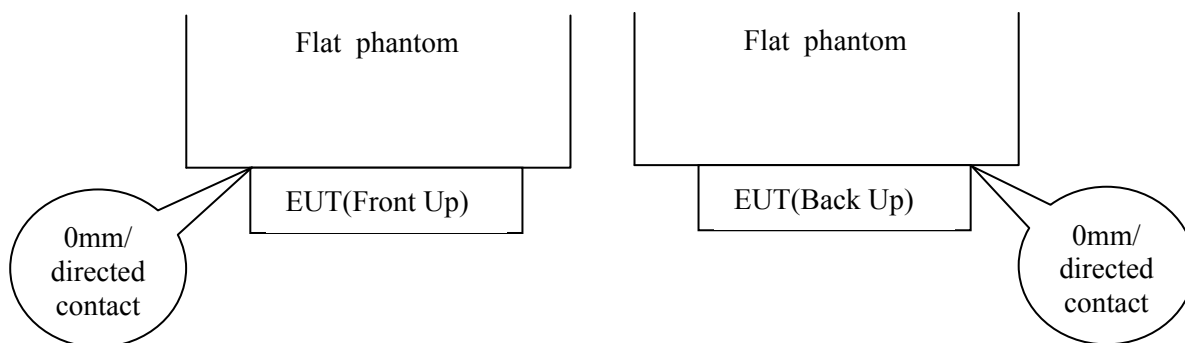 Flat phantom
EUT(Front Up)
0mm/
directed
contact
Flat phantom
EUT(Back Up)
0mm/
directed
contact